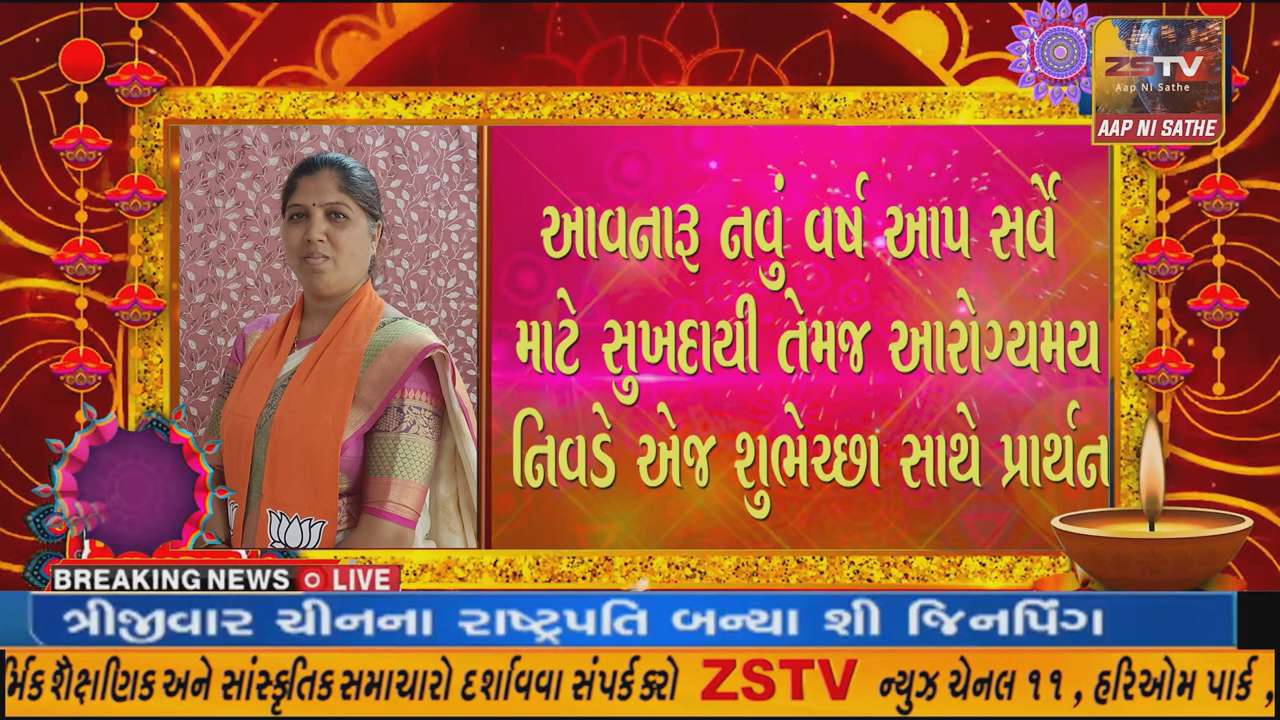 ZSTV
Aap Ni Sathe
AAP NI SATHE
આવનારૂ નવું વર્ષ આપ સર્વે
માટે સુખદાયી તેમજ આરોગ્યમય
નિવડે એજ શુભેચ્છા સાથે પ્રાર્થન
BREAKING NEWS LIVE
ત્રીજીવાર ચીનના રાષ્ટ્રપતિ બન્યા શી જિનપિંગ
ર્મિક શૈક્ષણિક અને સાંસ્કૃતિક સમાચારો દર્શાવવા સંપર્ક કરો ZSTV ન્યુઝ ચેનલ ૧૧ , હરિઓમ પાર્ક ,